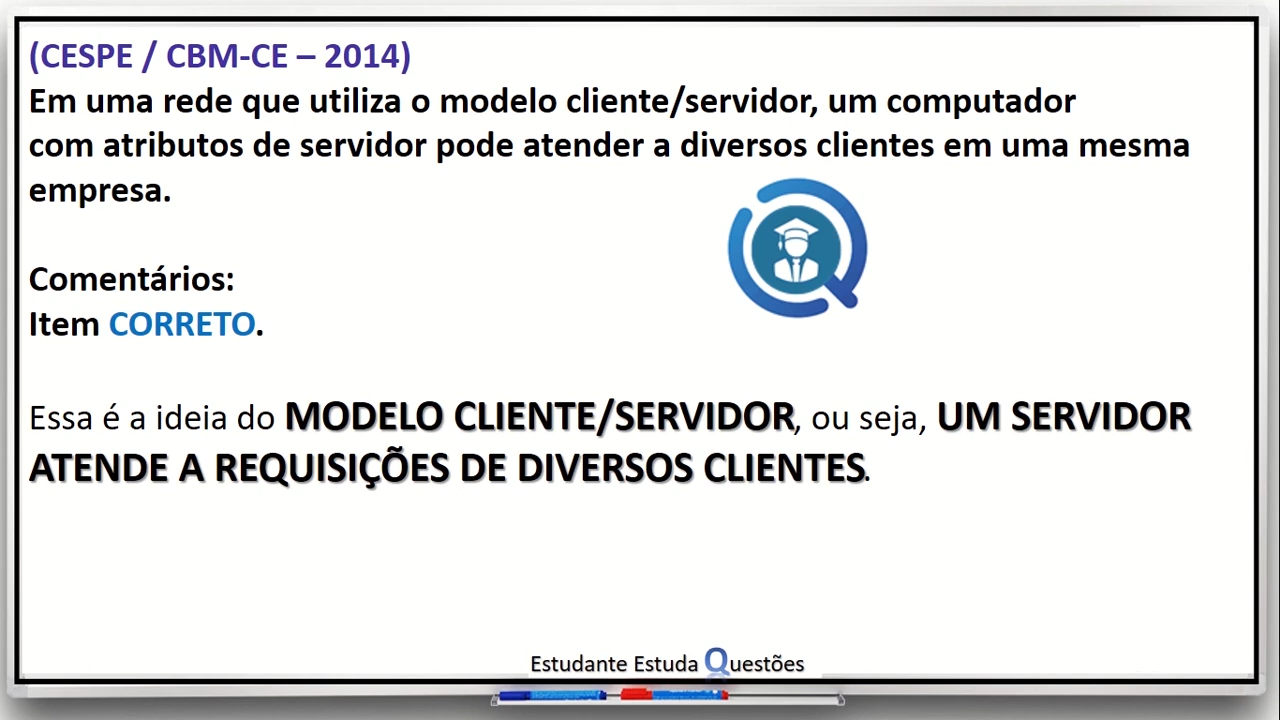 (CESPE / CBM-CE – 2014)
Em uma rede que utiliza o modelo cliente/servidor, um computador
com atributos de servidor pode atender a diversos clientes em uma mesma
empresa.
Comentários:
Item CORRETO.
Essa é a ideia do MODELO CLIENTE/SERVIDOR, ou seja, UM SERVIDOR
ATENDE A REQUISIÇÕES DE DIVERSOS CLIENTES.
Estudante Estuda Questões